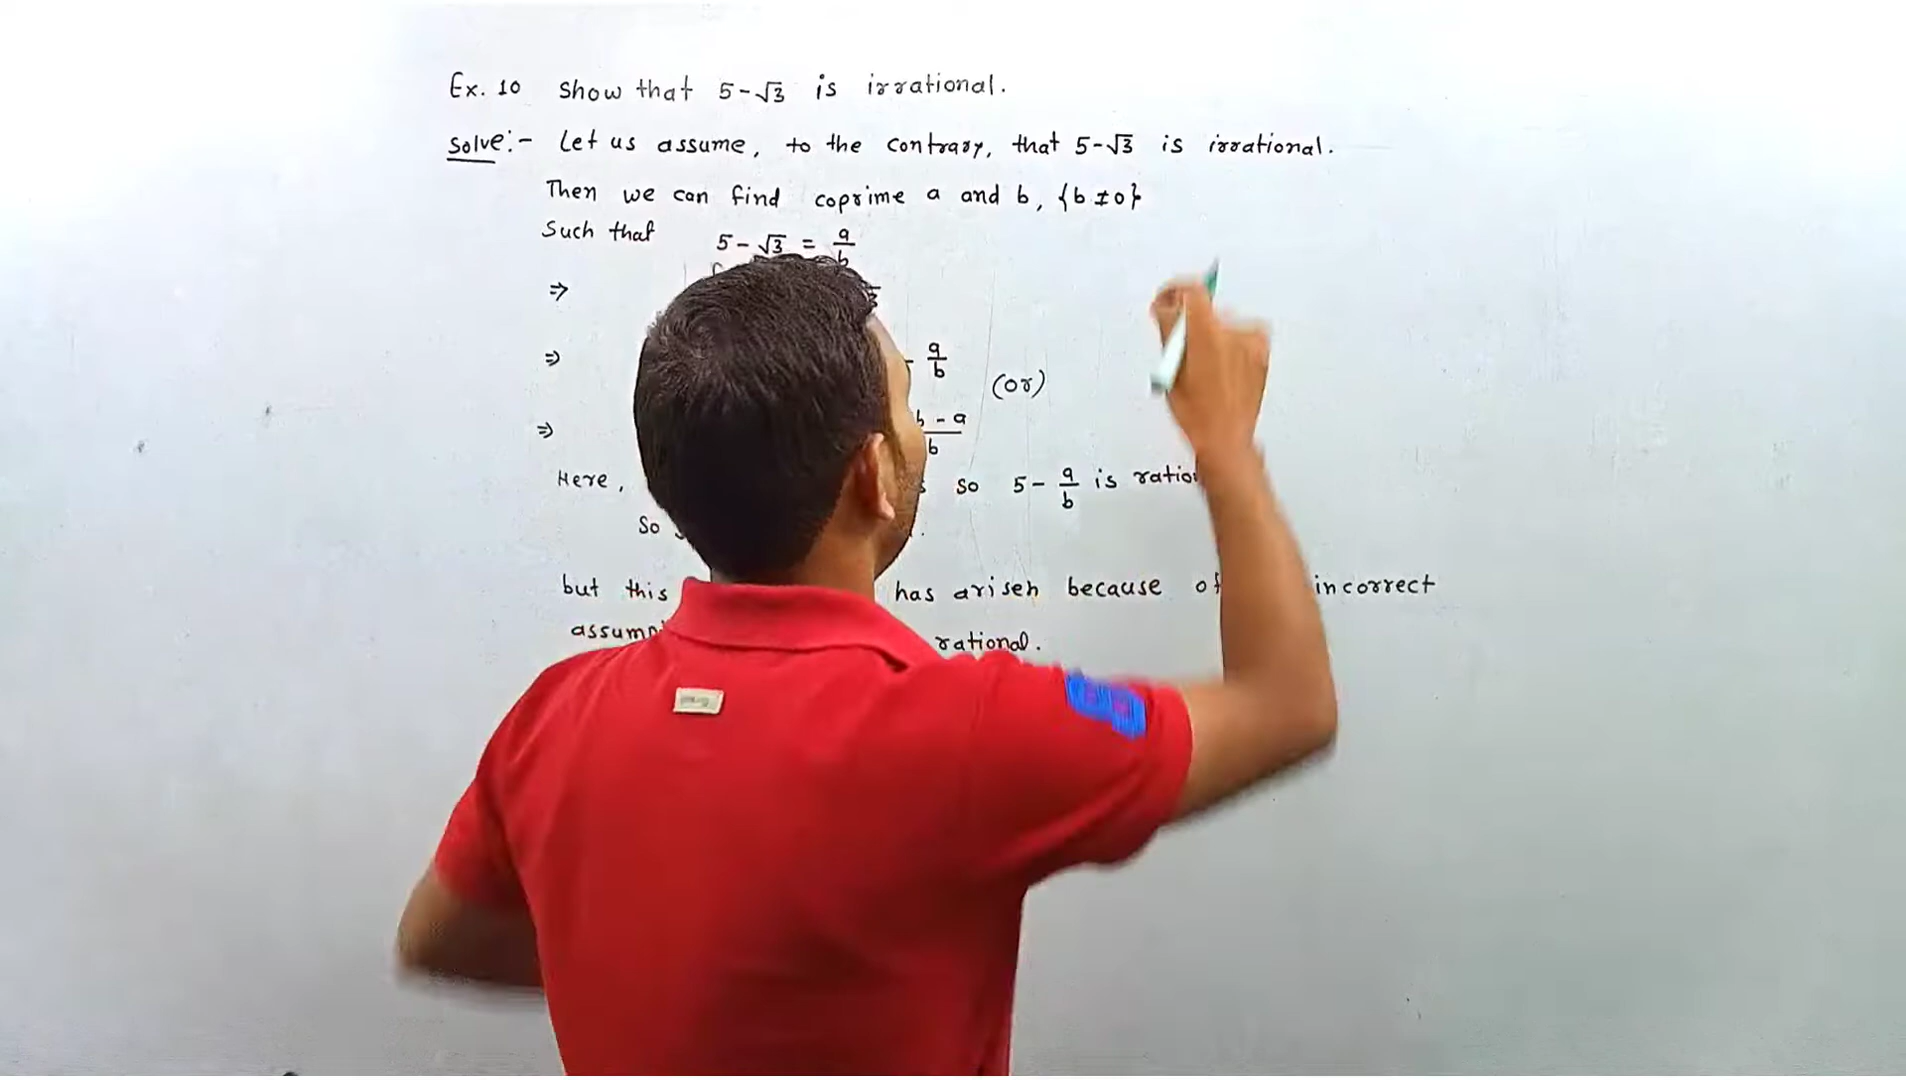 Ex. 10 Show that 5-√3 is irrational.
Solve:- Let us assume, to the contrary, that 5-√3 is irrational.
Then we can find coprime a and b, {b≠0}
Such that 5-√3 = a/b
⇒
⇒ - a/b (or)
⇒ b - a / b
Here, so 5- a/b is
So
but this has arisen because of incorrect
rational.